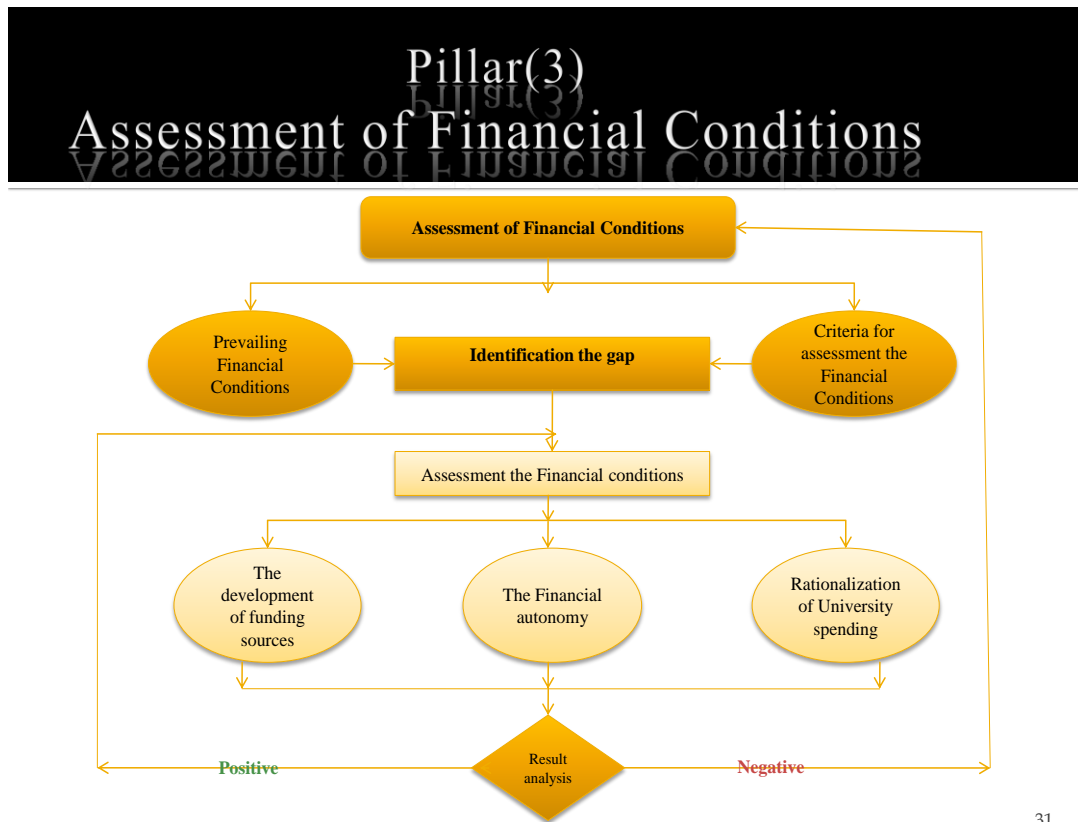 Pillar(3)
Assessment of Financial Conditions
Assessment of Financial Conditions
Prevailing
Financial
Conditions
Identification the gap
Criteria for
assessment the
Financial
Conditions
Assessment the Financial conditions
The
development
of funding
sources
The Financial
autonomy
Rationalization
of University
spending
Positive
Result
analysis
Negative
31